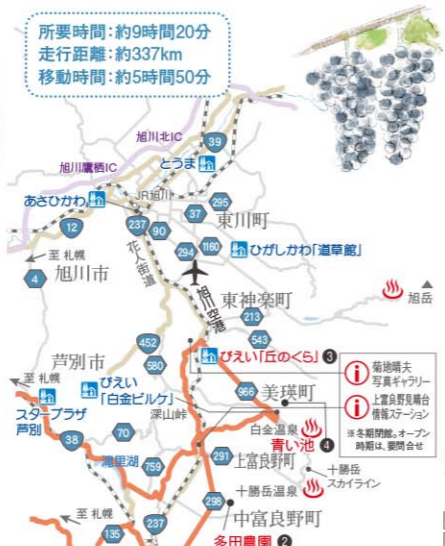 所要時間:約9時間20分
走行距離:約337km
移動時間:約5時間50分
旭川北IC
39
旭川鷹栖IC
とうま
あさひかわ
JR旭川
295
37
東川町
12
237
90
花人街道
294
1160
ひがしかわ「道草館」
至 札幌
旭川市
4
旭川空港
旭岳
東神楽町
213
至 札幌
芦別市
452
543
580
びえい「丘のくら」 3
菊地晴夫
写真ギャラリー
至 札幌
びえい
「白金ビルケ」
966
美瑛町
上富良野見晴台
情報ステーション
スタープラザ
芦別
深山峠
白金温泉
※冬期閉館。オープン
時期は、要問合せ
38
70
青い池 4
滝里湖
759
291
上富良野町
十勝岳
スカイライン
十勝岳温泉
298
至 札幌
237
中富良野町
135
多田農園 2